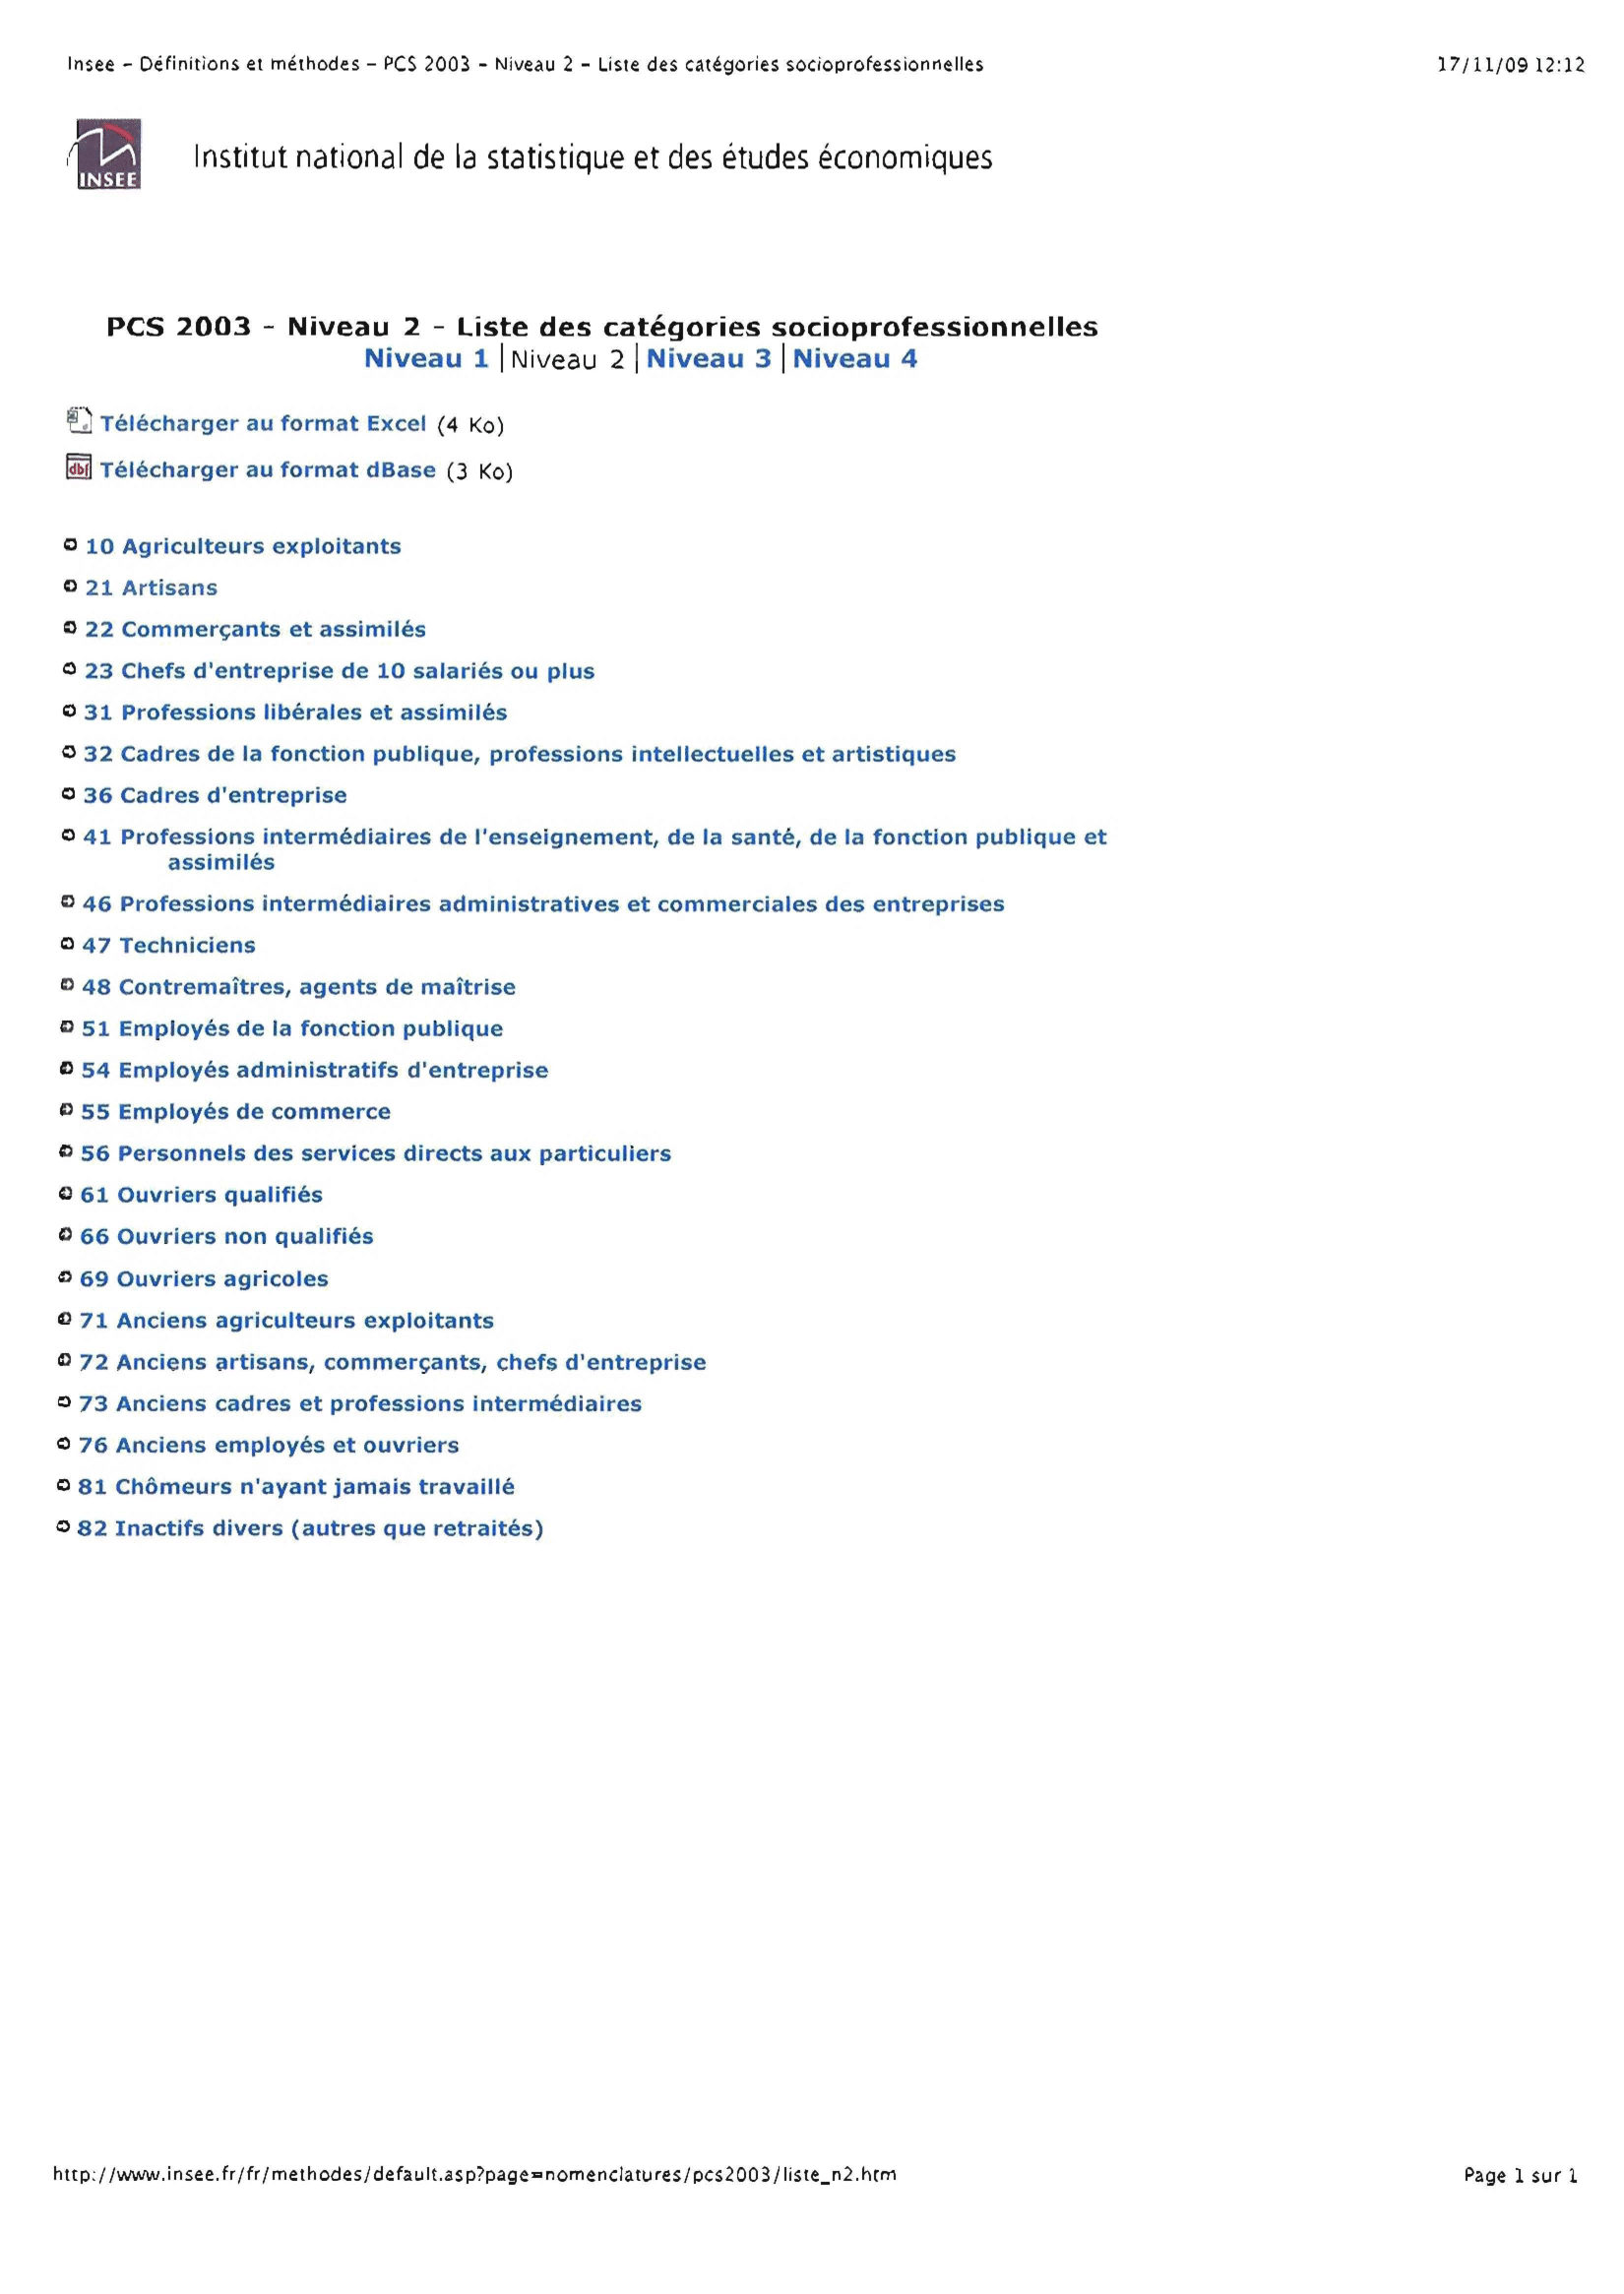 Insee - Définitions et méthodes - PCS 2003 - Niveau 2 - Liste des catégories socioprofessionnelles
17/11/09 12:12
INSEE
Institut national de la statistique et des études économiques
PCS 2003 - Niveau 2 - Liste des catégories socioprofessionnelles
Niveau 1 | Niveau 2 | Niveau 3 | Niveau 4
Télécharger au format Excel (4 Ko)
dbf Télécharger au format dBase (3 Ko)
10 Agriculteurs exploitants
21 Artisans
22 Commerçants et assimilés
23 Chefs d'entreprise de 10 salariés ou plus
31 Professions libérales et assimilés
32 Cadres de la fonction publique, professions intellectuelles et artistiques
36 Cadres d'entreprise
41 Professions intermédiaires de l'enseignement, de la santé, de la fonction publique et
assimilés
46 Professions intermédiaires administratives et commerciales des entreprises
47 Techniciens
48 Contremaîtres, agents de maîtrise
51 Employés de la fonction publique
54 Employés administratifs d'entreprise
55 Employés de commerce
56 Personnels des services directs aux particuliers
61 Ouvriers qualifiés
66 Ouvriers non qualifiés
69 Ouvriers agricoles
71 Anciens agriculteurs exploitants
72 Anciens artisans, commerçants, chefs d'entreprise
73 Anciens cadres et professions intermédiaires
76 Anciens employés et ouvriers
81 Chômeurs n'ayant jamais travaillé
82 Inactifs divers (autres que retraités)
http://www.insee.fr/fr/methodes/default.asp?page=nomenclatures/pcs2003/liste_n2.htm
Page 1 sur 1